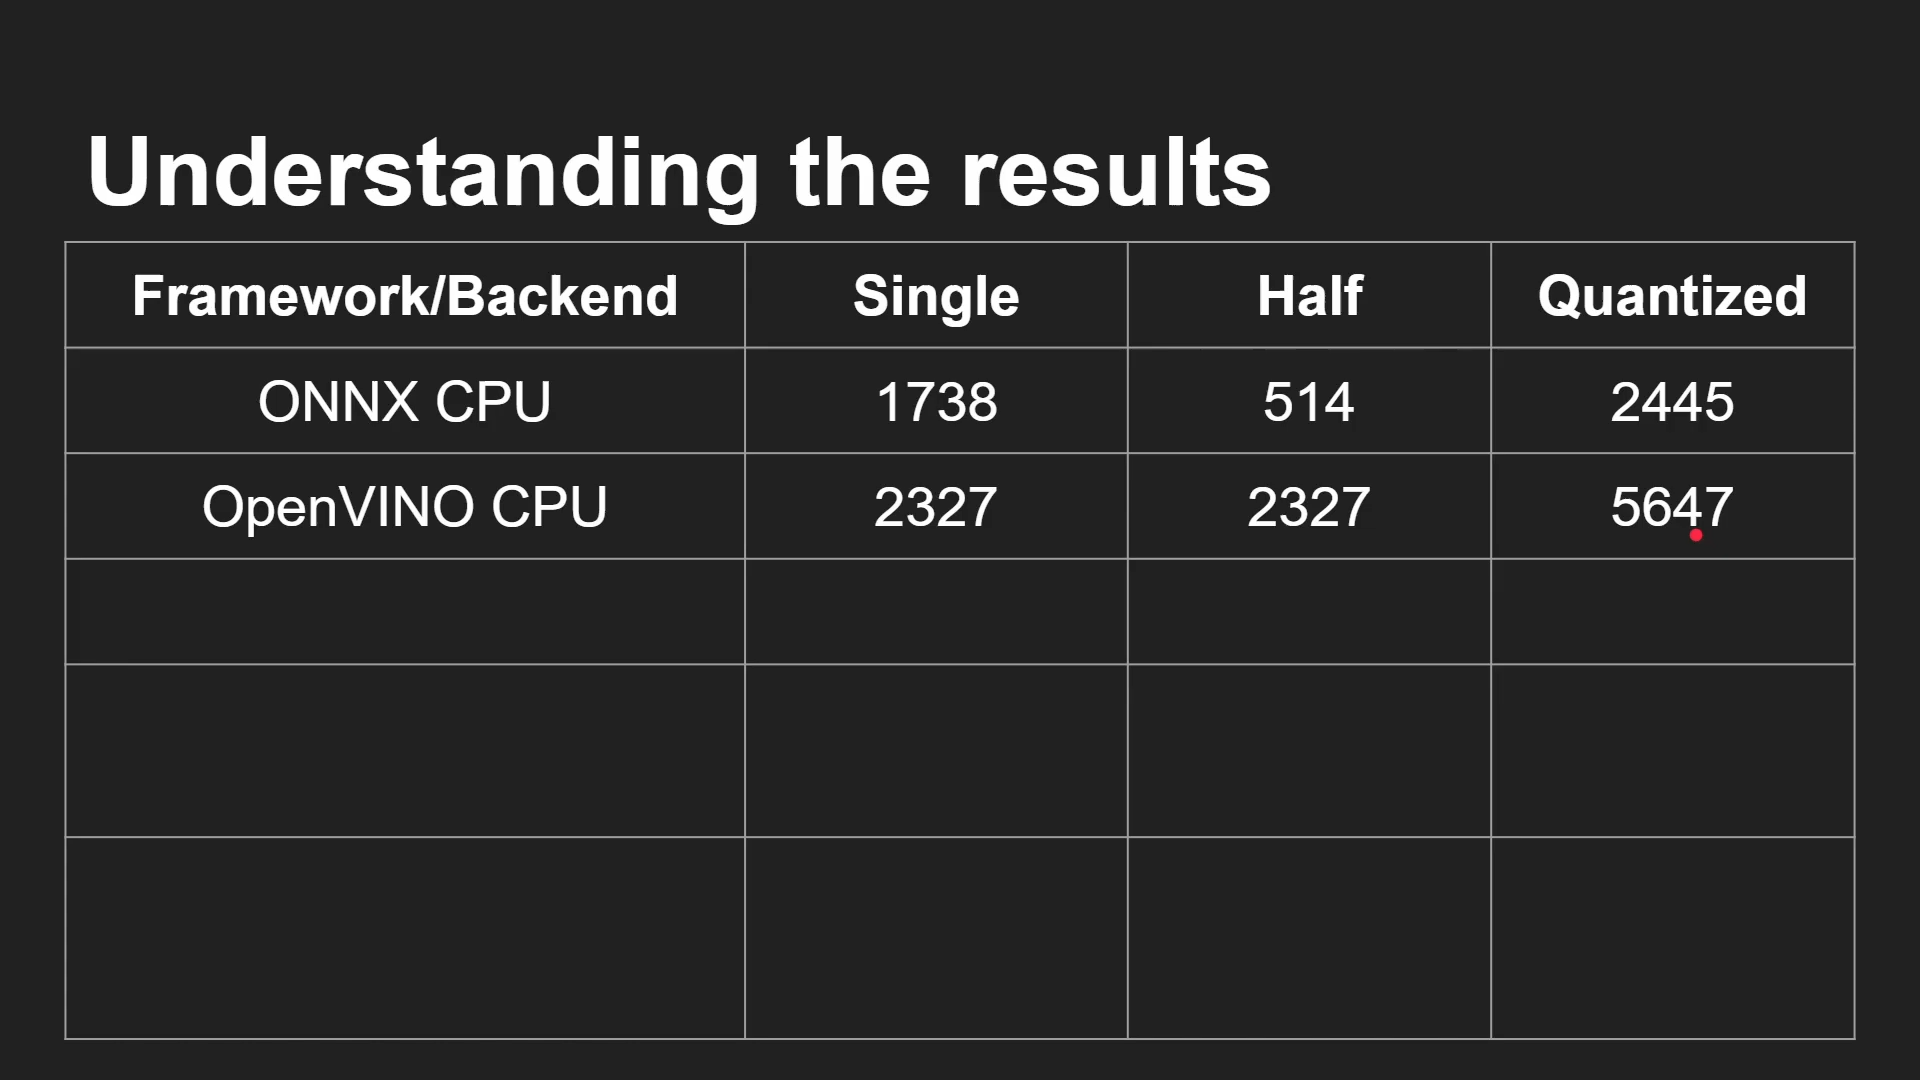 Understanding the results
Framework/Backend Single Half Quantized
ONNX CPU 1738 514 2445
OpenVINO CPU 2327 2327 5647